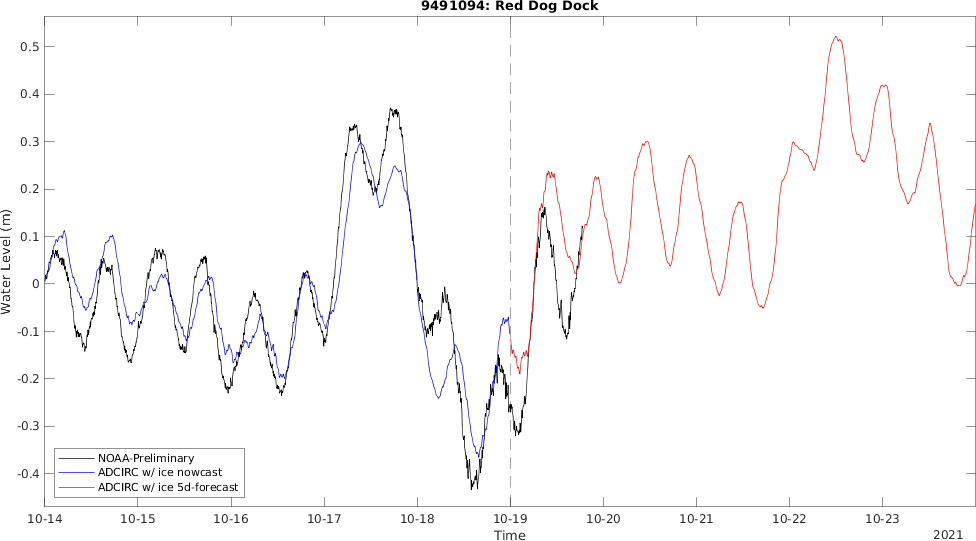 9491094: Red Dog Dock
Water Level (m)
0.5
0.4
0.3
0.2
0.1
0
-0.1
-0.2
-0.3
-0.4
NOAA-Preliminary
ADCIRC w/ ice nowcast
ADCIRC w/ ice 5d-forecast
10-14 10-15 10-16 10-17 10-18 10-19 10-20 10-21 10-22 10-23
Time
2021